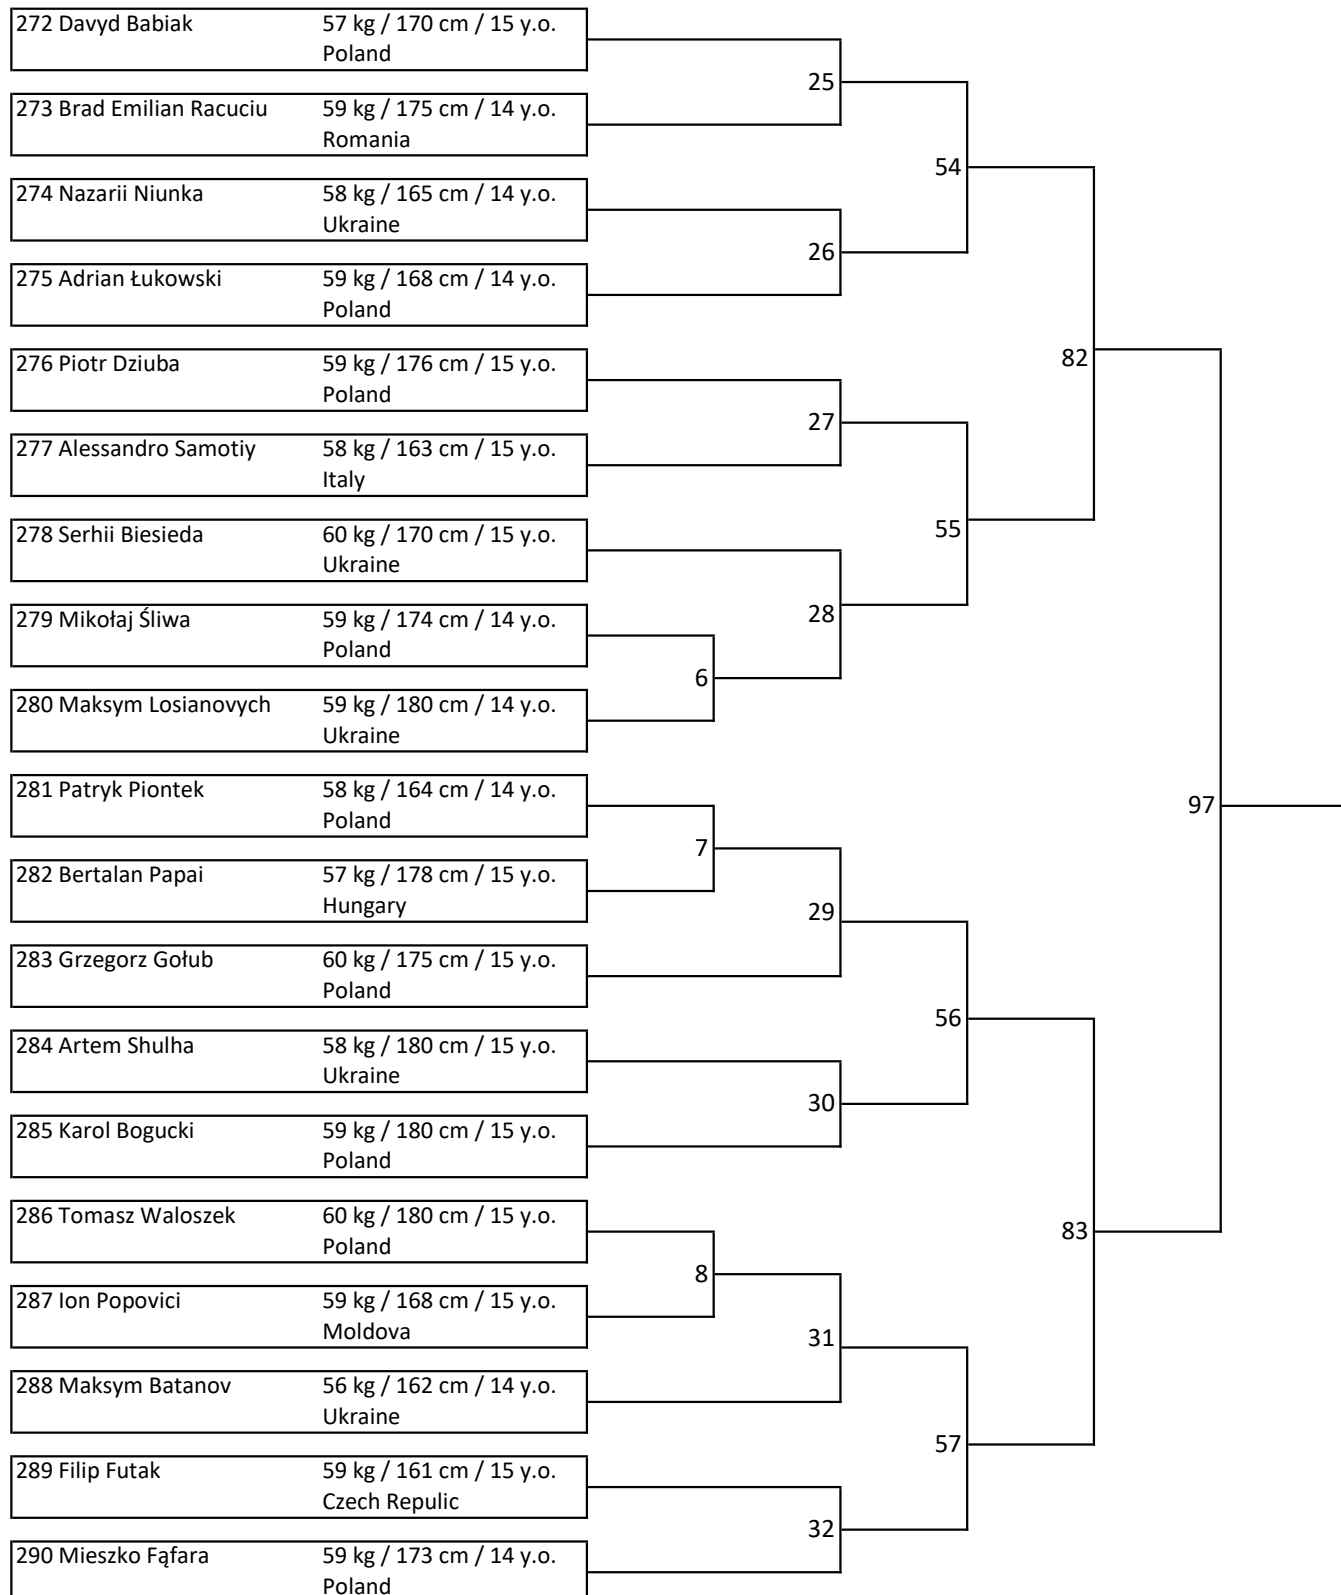 272 Davyd Babiak 57 kg / 170 cm / 15 y.o.
Poland
25
273 Brad Emilian Racuciu 59 kg / 175 cm / 14 y.o.
Romania
54
274 Nazarii Niunka 58 kg / 165 cm / 14 y.o.
Ukraine
26
275 Adrian Łukowski 59 kg / 168 cm / 14 y.o.
Poland
82
276 Piotr Dziuba 59 kg / 176 cm / 15 y.o.
Poland
27
277 Alessandro Samotiy 58 kg / 163 cm / 15 y.o.
Italy
55
278 Serhii Biesieda 60 kg / 170 cm / 15 y.o.
Ukraine
28
279 Mikołaj Śliwa 59 kg / 174 cm / 14 y.o.
Poland
6
280 Maksym Losianovych 59 kg / 180 cm / 14 y.o.
Ukraine
281 Patryk Piontek 58 kg / 164 cm / 14 y.o.
97
Poland
7
282 Bertalan Papai 57 kg / 178 cm / 15 y.o.
Hungary
29
283 Grzegorz Gołub 60 kg / 175 cm / 15 y.o.
Poland
56
284 Artem Shulha 58 kg / 180 cm / 15 y.o.
Ukraine
30
285 Karol Bogucki 59 kg / 180 cm / 15 y.o.
Poland
286 Tomasz Waloszek 60 kg / 180 cm / 15 y.o.
83
Poland
8
287 Ion Popovici 59 kg / 168 cm / 15 y.o.
Moldova
31
288 Maksym Batanov 56 kg / 162 cm / 14 y.o.
Ukraine
57
289 Filip Futak 59 kg / 161 cm / 15 y.o.
Czech Repulic
32
290 Mieszko Fąfara 59 kg / 173 cm / 14 y.o.
Poland